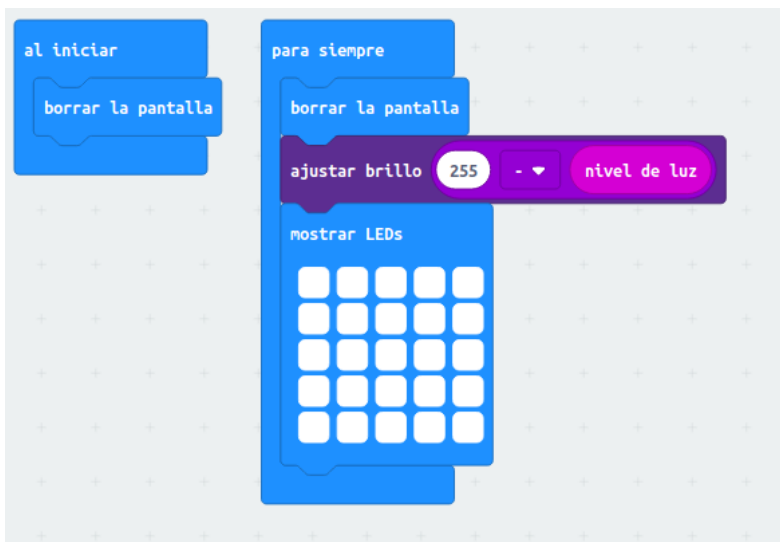 al iniciar
borrar la pantalla
para siempre
borrar la pantalla
ajustar brillo 255 - nivel de luz
mostrar LEDs